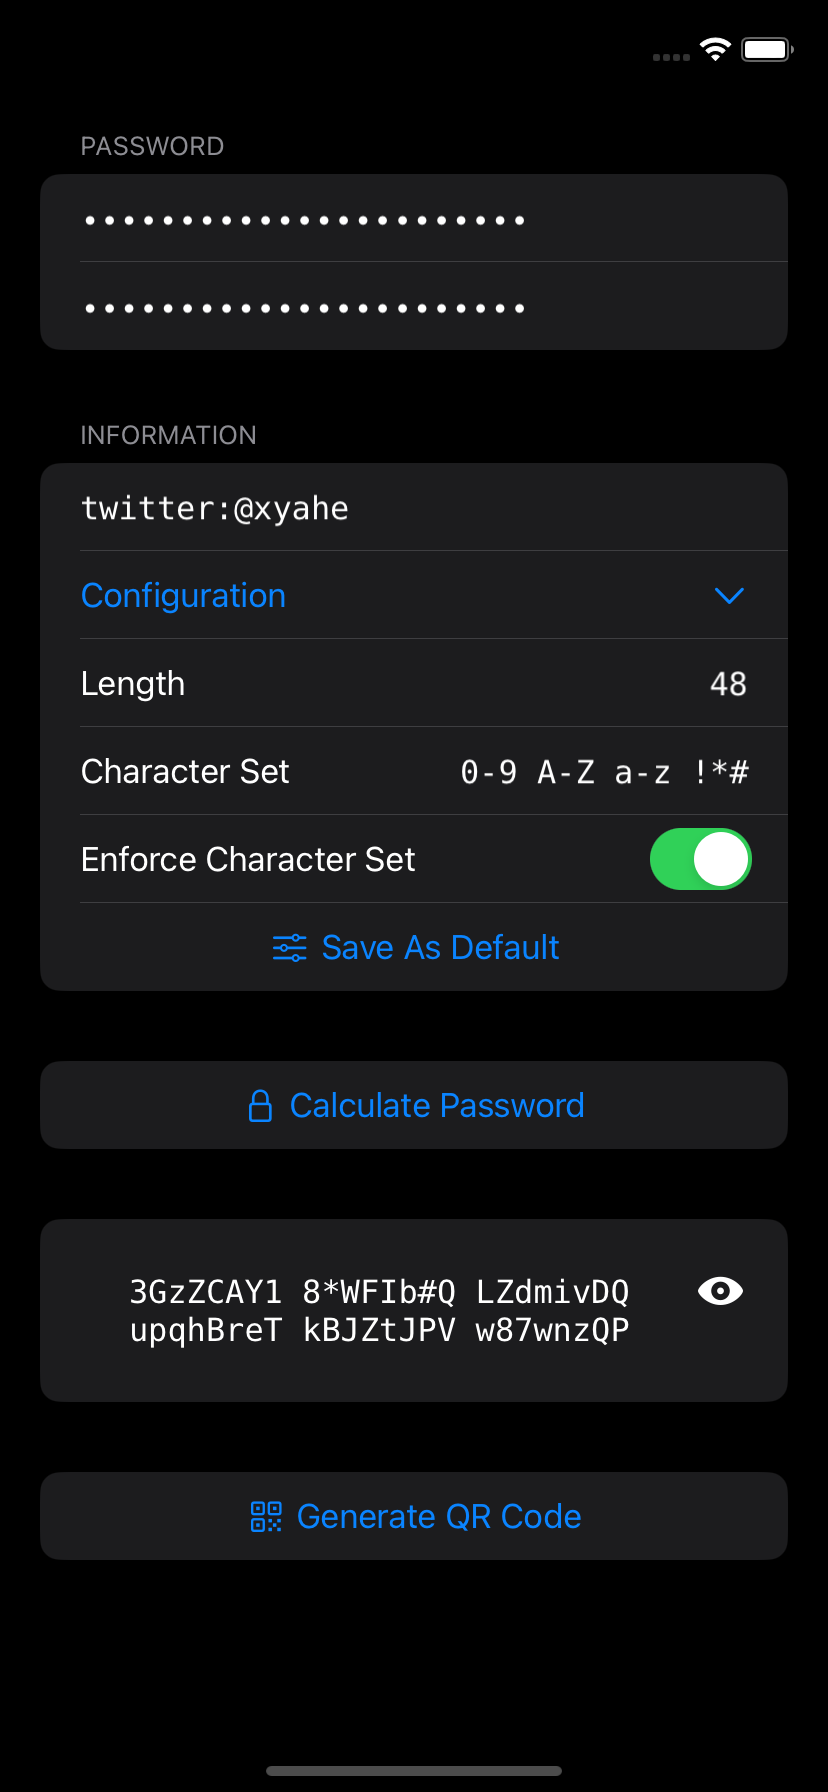 PASSWORD
•••••••••••••••••••••••
•••••••••••••••••••••••
INFORMATION
twitter:@xyahe
Configuration
Length 48
Character Set 0-9 A-Z a-z !*#
Enforce Character Set
Save As Default
Calculate Password
3GzZCAY1 8*WFIb#Q LZdmivDQ
upqhBreT kBJZtJPV w87wnzQP
Generate QR Code